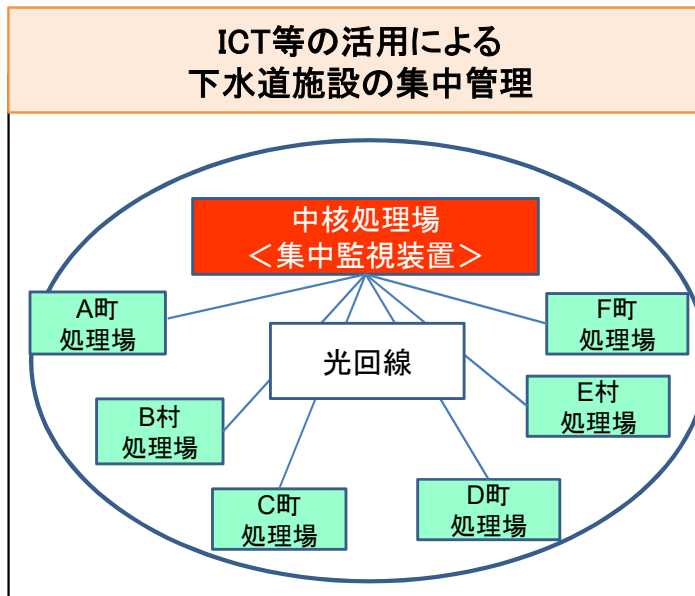 ICT等の活用による
下水道施設の集中管理
中核処理場
＜集中監視装置＞
A町
処理場
F町
処理場
光回線
B村
処理場
E村
処理場
C町
処理場
D町
処理場